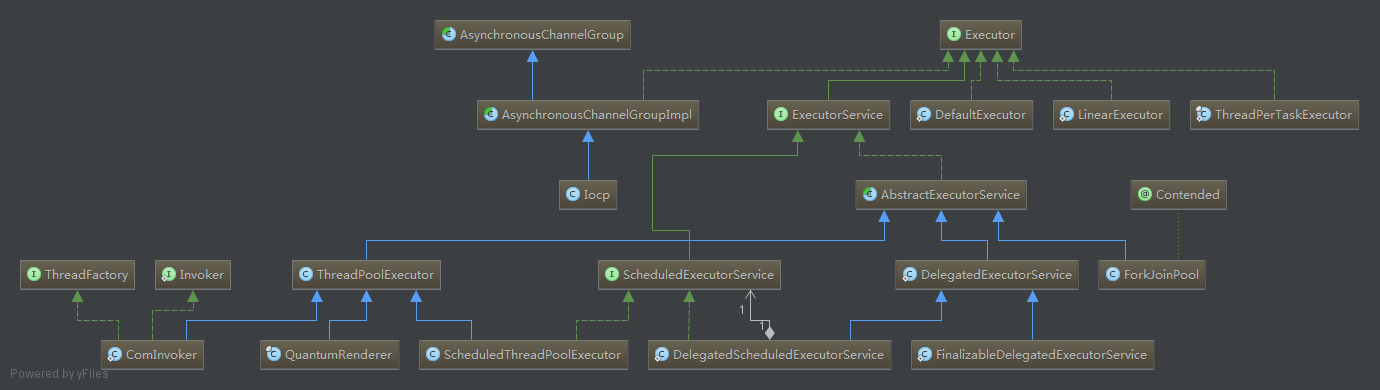 AsynchronousChannelGroup
I Executor
AsynchronousChannelGroupImpl
I ExecutorService
C DefaultExecutor
C LinearExecutor
C ThreadPerTaskExecutor
C Iocp
C AbstractExecutorService
@ Contended
I ThreadFactory
I Invoker
C ThreadPoolExecutor
I ScheduledExecutorService
C DelegatedExecutorService
C ForkJoinPool
1
1
C ComInvoker
C QuantumRenderer
C ScheduledThreadPoolExecutor
C DelegatedScheduledExecutorService
C FinalizableDelegatedExecutorService
Powered by yFiles